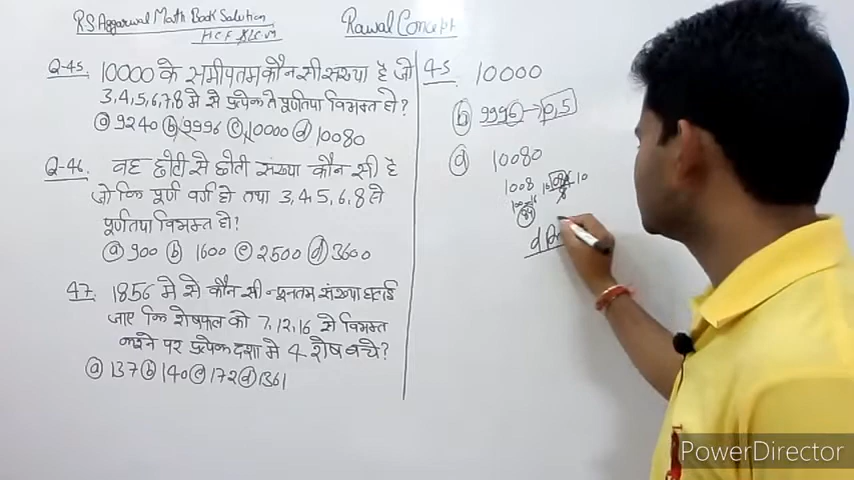 RS Aggarwal Math Book Solution
HCF & LCM
Rawal Concept
Q-45. 10000 के समीपतम कौन सी संख्या है जो
3,4,5,6,7,8 मे से प्रत्येक से पूर्णतया विभक्त हो?
ⓐ 9240 ⓑ 9996 ⓒ 10000 ⓓ 10080
Q-46. वह छोटी से छोटी संख्या कौन सी है
जो कि पूर्ण वर्ग हो तथा 3,4,5,6,8 से
पूर्णतया विभक्त हो?
ⓐ 900 ⓑ 1600 ⓒ 2500 ⓓ 3600
47. 1856 मे से कौन सी न्यूनतम संख्या घटाई
जाए कि शेषफल को 7,12,16 से विभक्त
करने पर प्रत्येक दशा मे 4 शेष बचे?
ⓐ 137 ⓑ 140 ⓒ 172 ⓓ 1361
45. 10000
ⓑ 9996 → 0,5
ⓓ 10080
1008
d
PowerDirector